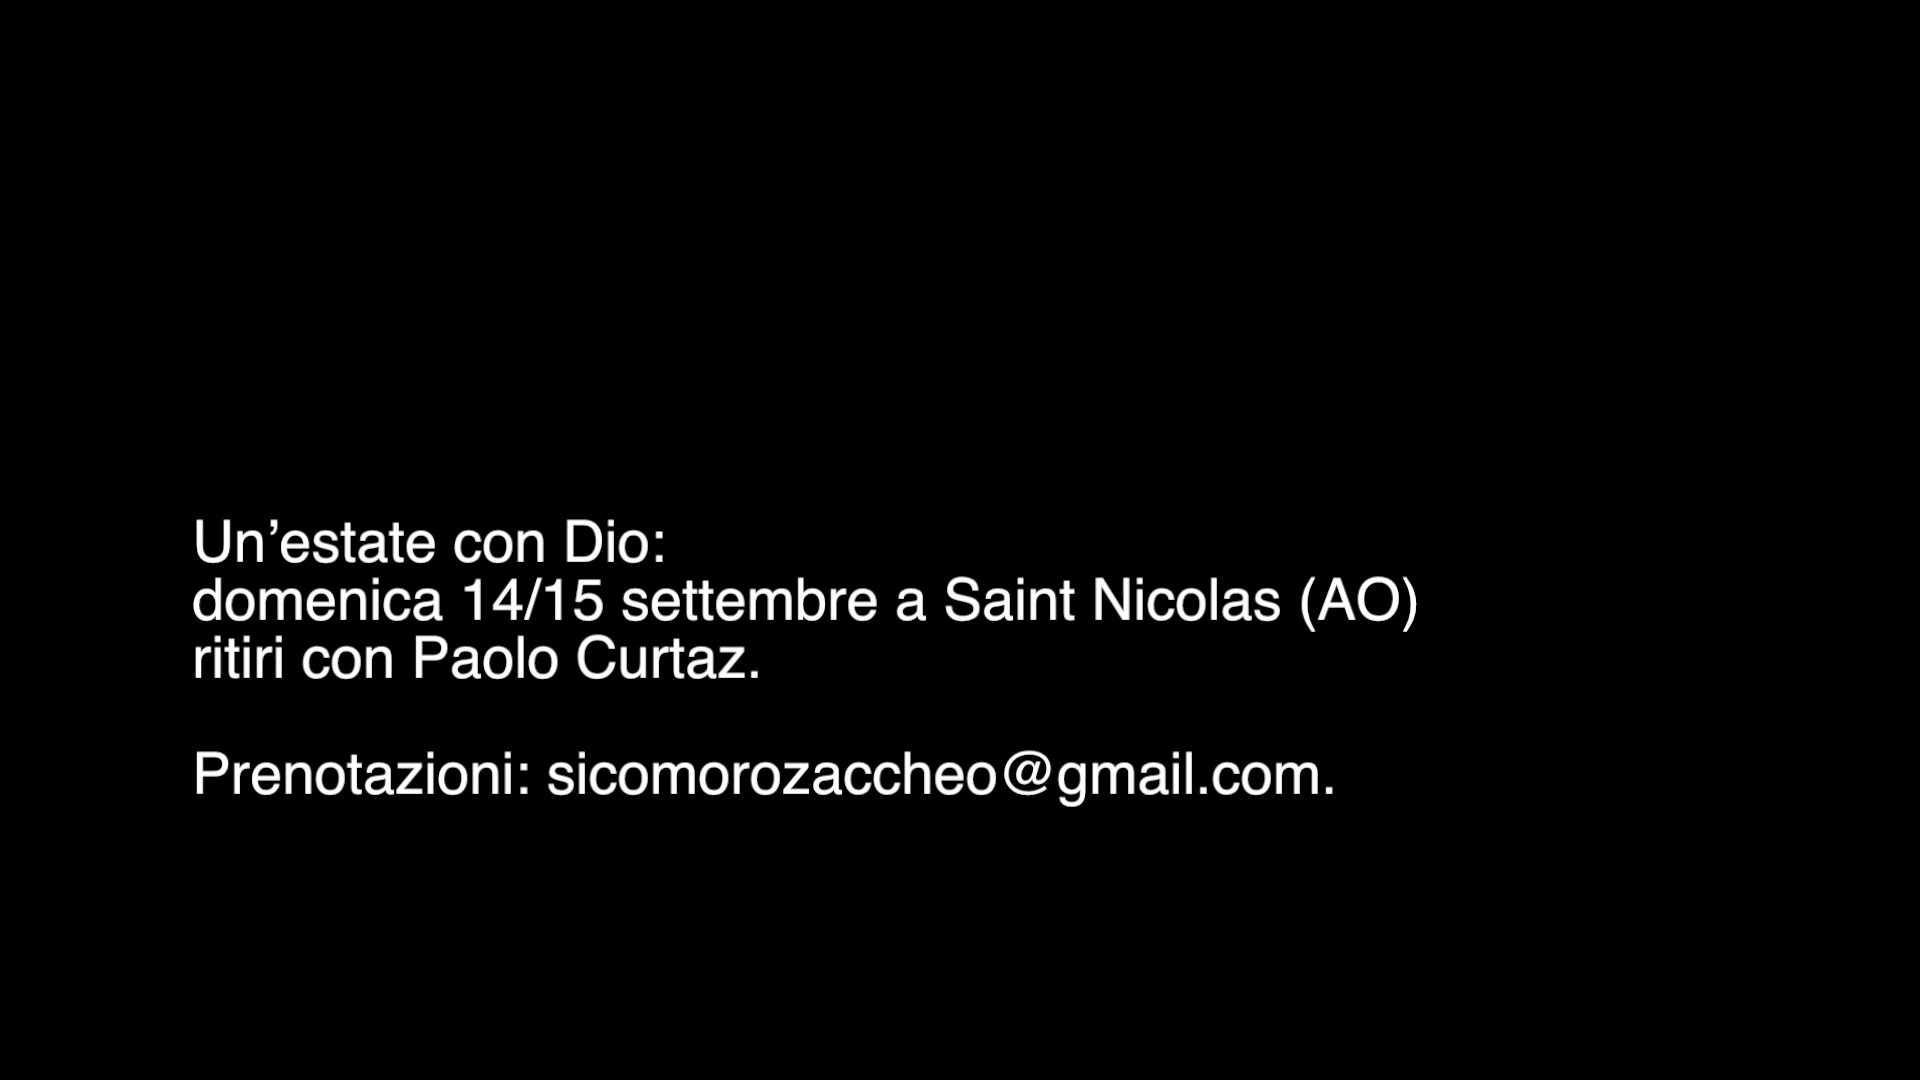 Un’estate con Dio:
domenica 14/15 settembre a Saint Nicolas (AO)
ritiri con Paolo Curtaz.
Prenotazioni: sicomorozaccheo@gmail.com.